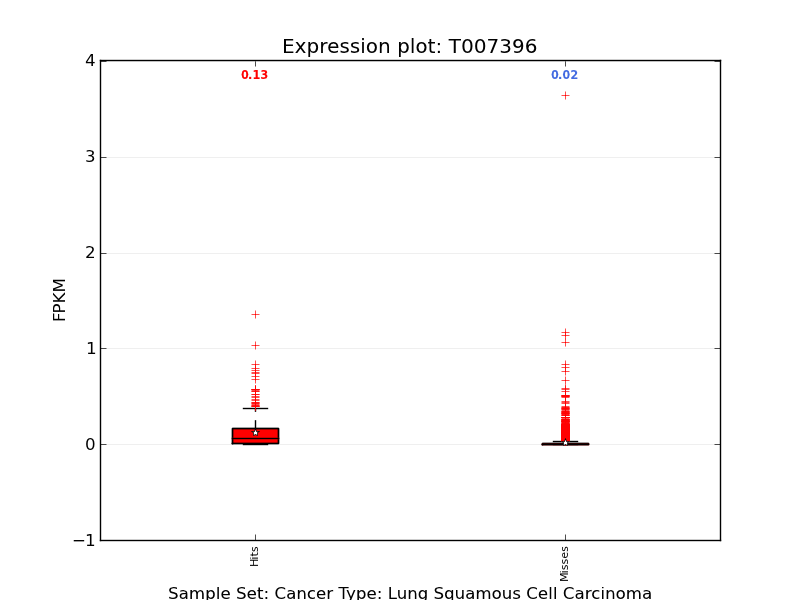 Expression plot: T007396
0.13
0.02
4
3
2
1
0
−1
FPKM
Hits
Misses
Sample Set: Cancer Type: Lung Squamous Cell Carcinoma